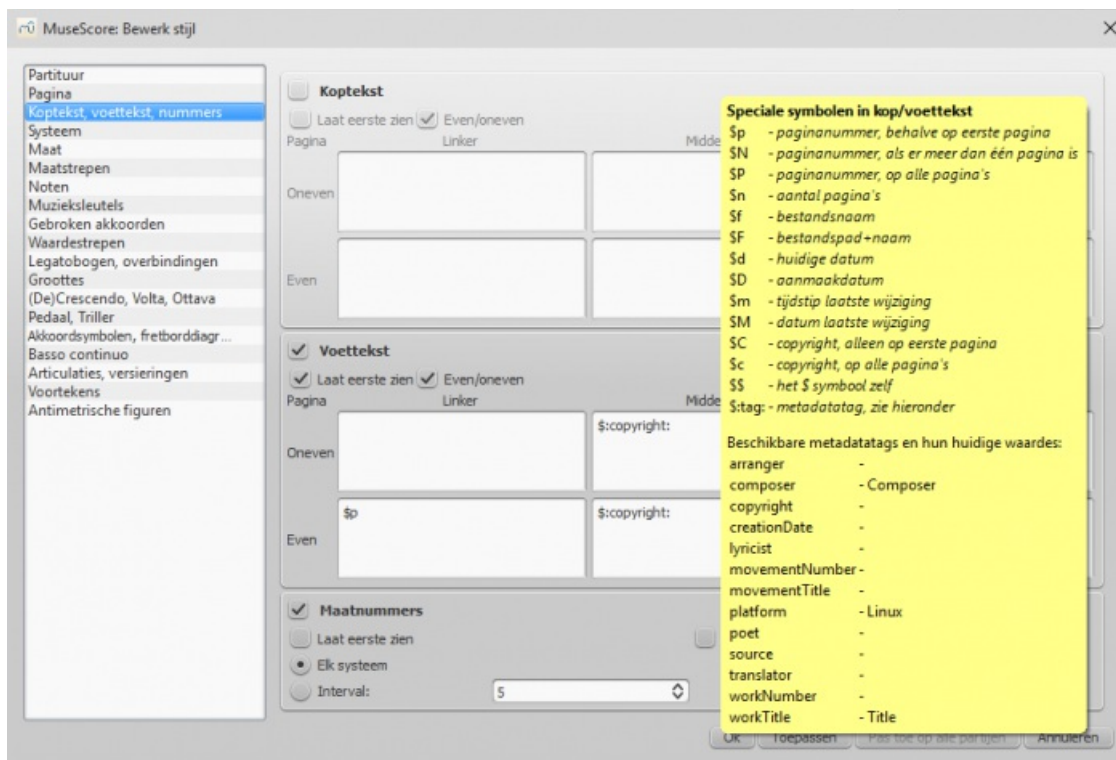 MuseScore: Bewerk stijl
Partituur
Pagina
Koptekst, voettekst, nummers
Systeem
Maat
Maatstrepen
Noten
Muzieksleutels
Gebroken akkoorden
Waardestrepen
Legatobogen, overbindingen
Groottes
(De)Crescendo, Volta, Ottava
Pedaal, Triller
Akkoordsymbolen, fretborddiagr...
Basso continuo
Articulaties, versieringen
Voortekens
Antimetrische figuren
Koptekst
Laat eerste zien Even/oneven
Pagina Linker
Oneven
Even
Voettekst
Laat eerste zien Even/oneven
Pagina Linker
Oneven $:copyright:
Even $p $:copyright:
Maatnummers
Laat eerste zien
Elk systeem
Interval: 5
Speciale symbolen in kop/voettekst
$p - paginanummer, behalve op eerste pagina
$N - paginanummer, als er meer dan één pagina is
$P - paginanummer, op alle pagina's
$n - aantal pagina's
$f - bestandsnaam
$F - bestandspad+naam
$d - huidige datum
$D - aanmaakdatum
$m - tijdstip laatste wijziging
$M - datum laatste wijziging
$C - copyright, alleen op eerste pagina
$c - copyright, op alle pagina's
$$ - het $ symbool zelf
$:tag: - metadatatag, zie hieronder
Beschikbare metadatatags en hun huidige waardes:
arranger -
composer - Composer
copyright -
creationDate -
lyricist -
movementNumber -
movementTitle -
platform - Linux
poet -
source -
translator -
workNumber -
workTitle - Title
Ok Toepassen Pas toe op alle partijen Annuleren